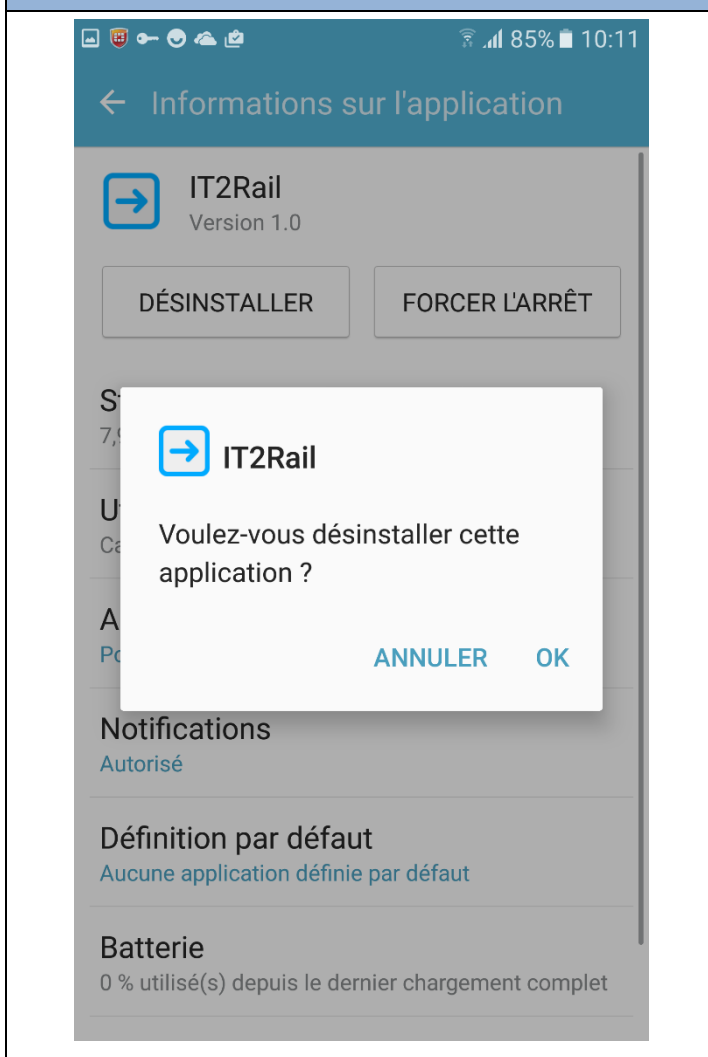 85% 10:11
Informations sur l'application
IT2Rail
Version 1.0
DÉSINSTALLER
FORCER L'ARRÊT
IT2Rail
Voulez-vous désinstaller cette
application ?
ANNULER OK
Notifications
Autorisé
Définition par défaut
Aucune application définie par défaut
Batterie
0 % utilisé(s) depuis le dernier chargement complet